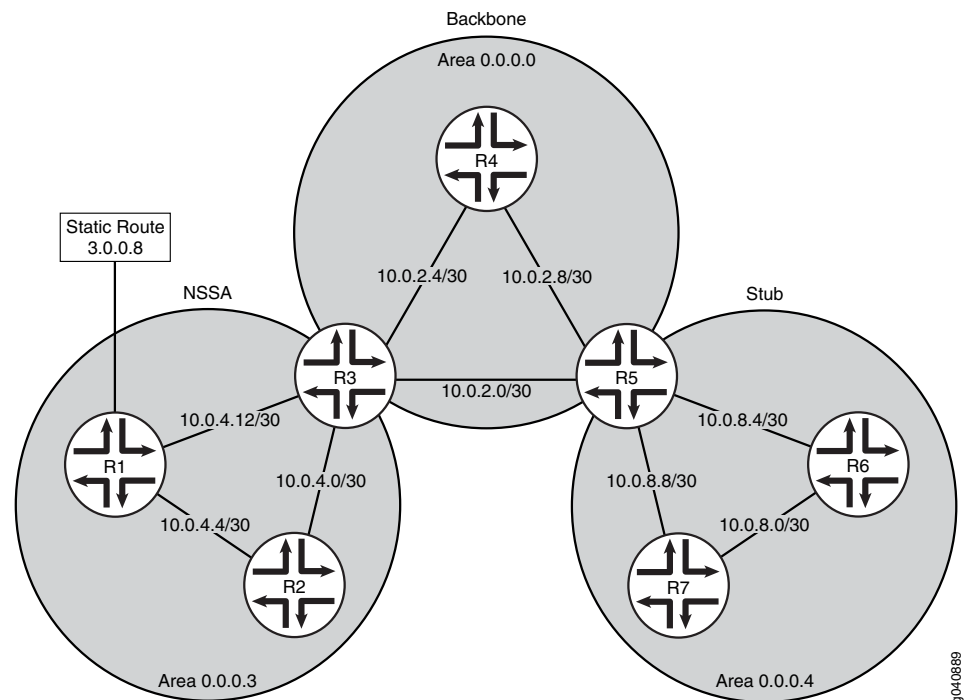 Backbone
Area 0.0.0.0
R4
Static Route
3.0.0.8
10.0.2.4/30
10.0.2.8/30
NSSA
Stub
R3
R5
10.0.2.0/30
10.0.4.12/30
10.0.8.4/30
R1
R6
10.0.4.0/30
10.0.8.8/30
10.0.4.4/30
10.0.8.0/30
R2
R7
Area 0.0.0.3
Area 0.0.0.4
g040889